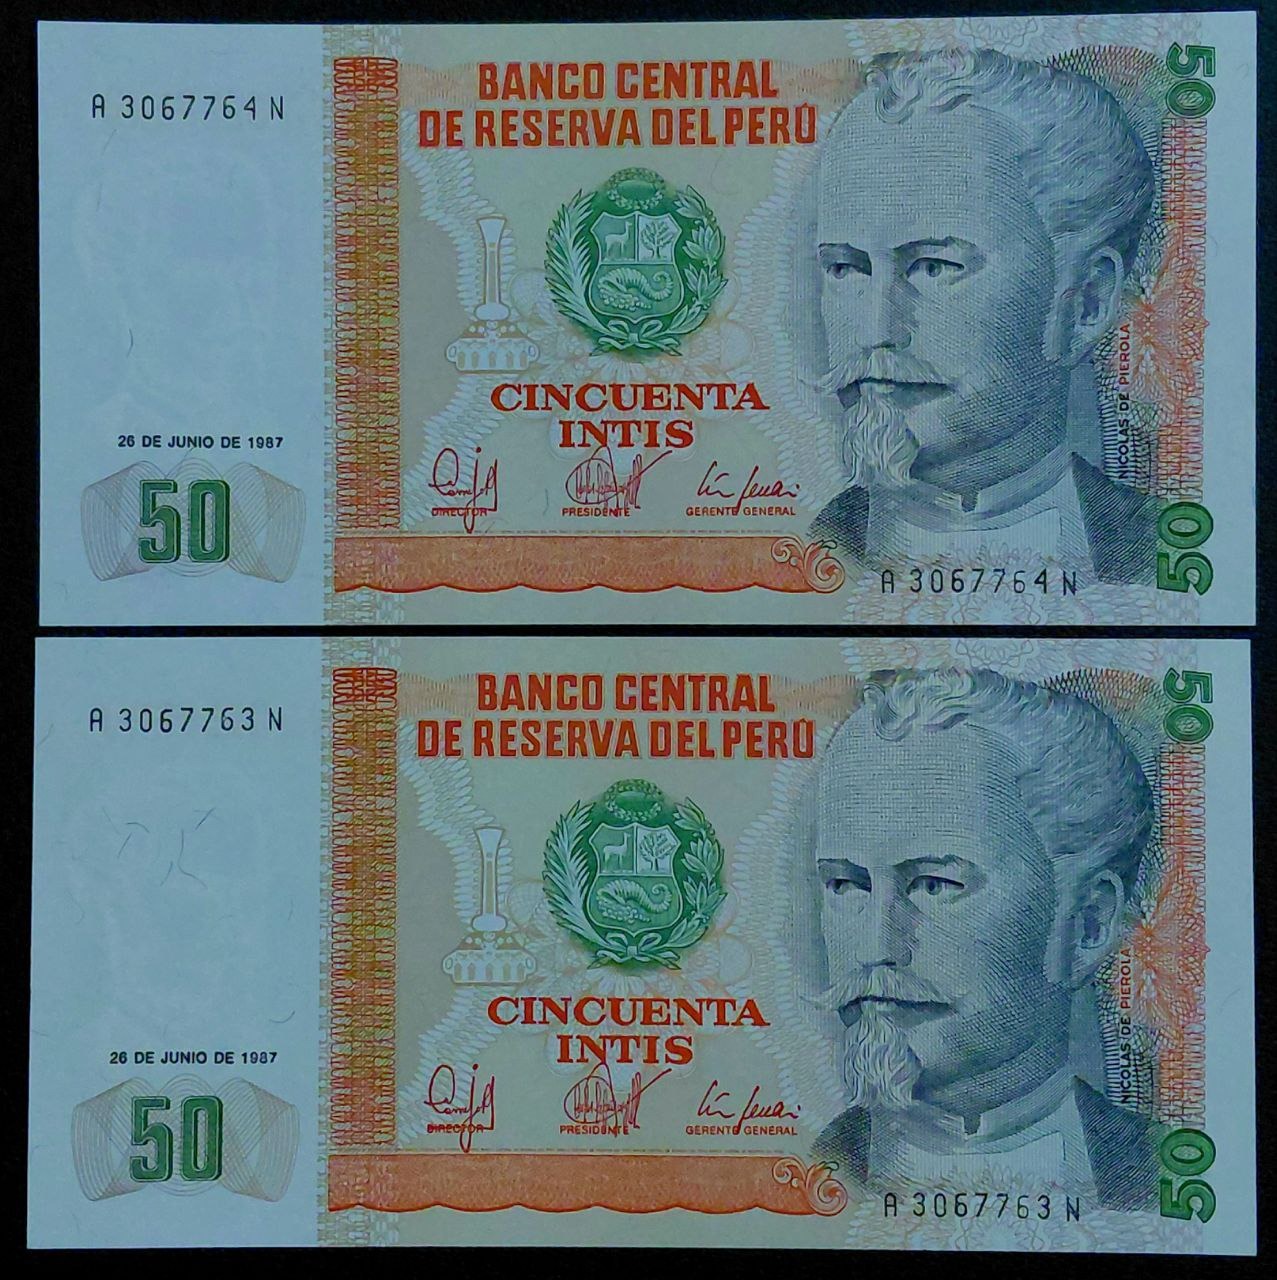 A 3067764 N
BANCO CENTRAL
DE RESERVA DEL PERÚ
50
CINCUENTA
INTIS
26 DE JUNIO DE 1987
50
DIRECTOR
PRESIDENTE
GERENTE GENERAL
NICOLAS DE PIEROLA
A 3067764 N
50
A 3067763 N
BANCO CENTRAL
DE RESERVA DEL PERÚ
50
CINCUENTA
INTIS
26 DE JUNIO DE 1987
50
DIRECTOR
PRESIDENTE
GERENTE GENERAL
NICOLAS DE PIEROLA
A 3067763 N
50